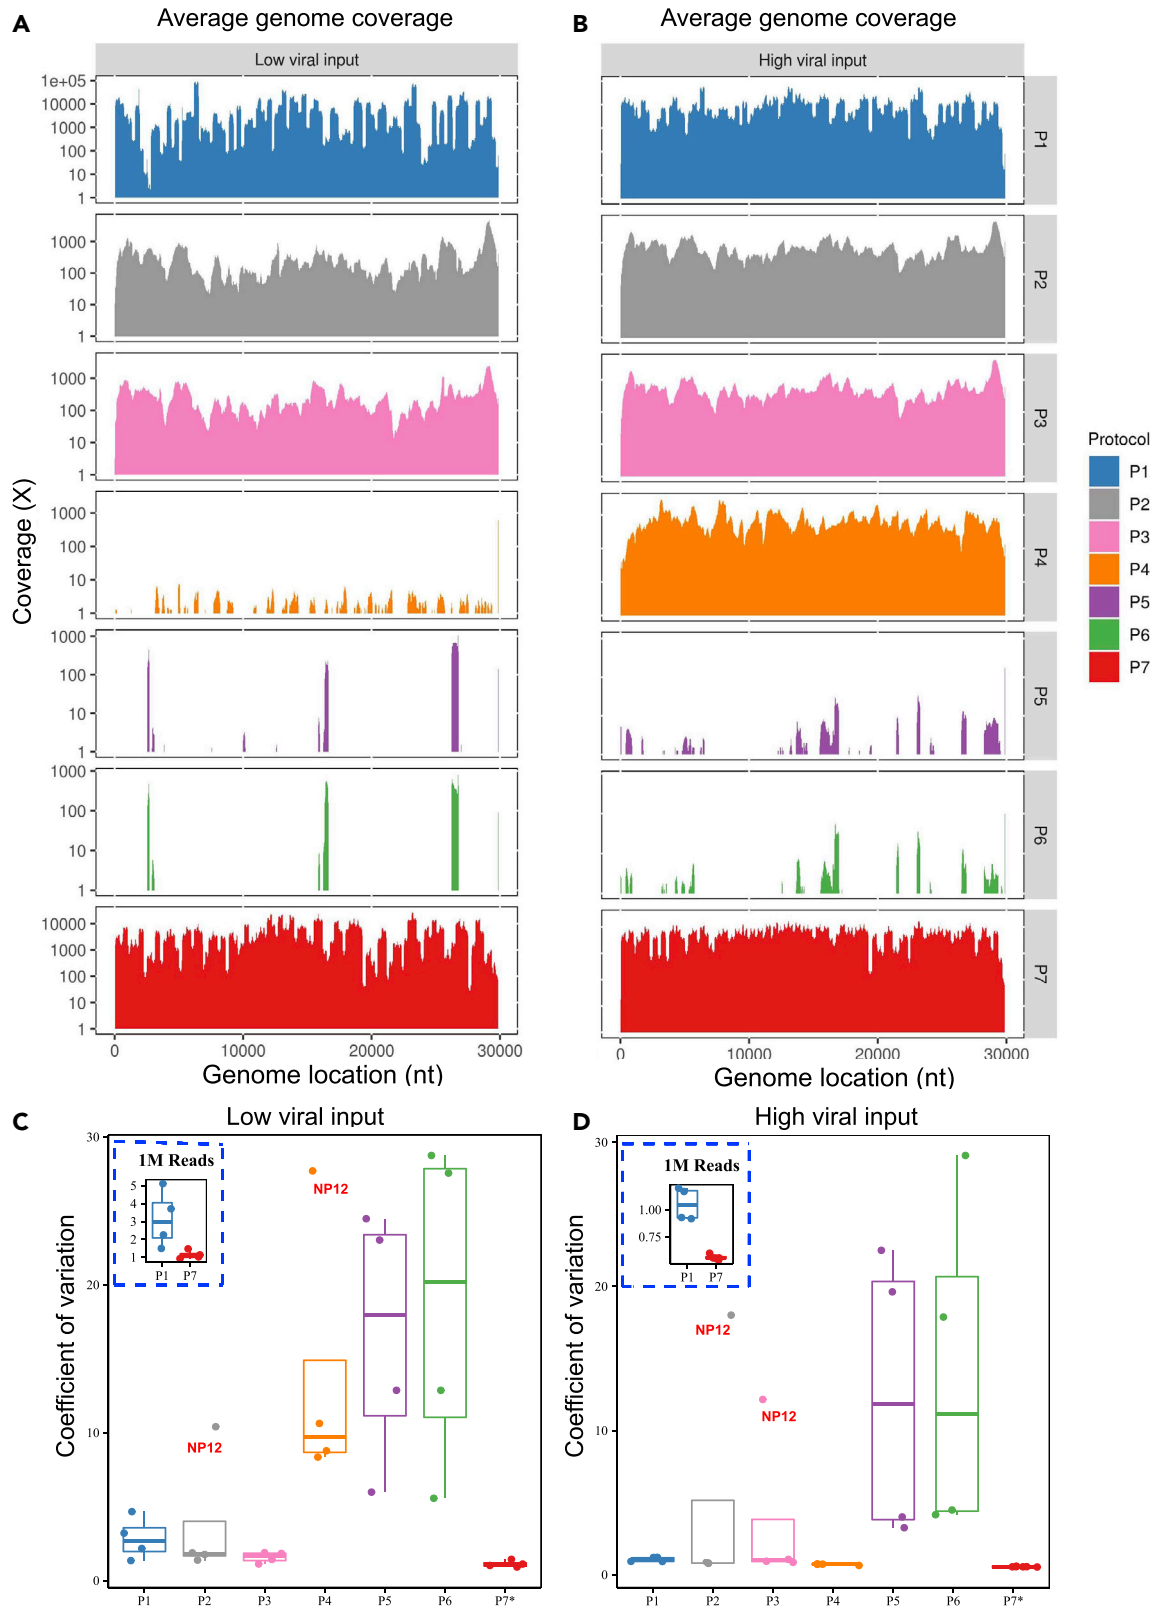 A
Average genome coverage
B
Average genome coverage
Low viral input
High viral input
1e+05
10000
1000
100
10
1
P1
1000
100
10
1
P2
1000
100
10
1
P3
1000
100
10
1
P4
1000
100
10
1
P5
1000
100
10
1
P6
10000
1000
100
10
1
P7
Coverage (X)
0
10000
20000
30000
0
10000
20000
30000
Genome location (nt)
Genome location (nt)
Protocol
P1
P2
P3
P4
P5
P6
P7
C
Low viral input
30
20
10
0
Coefficient of variation
1M Reads
5
4
3
2
1
P1
P7
NP12
NP12
P1
P2
P3
P4
P5
P6
P7*
D
High viral input
30
20
10
0
Coefficient of variation
1M Reads
1.00
0.75
P1
P7
NP12
NP12
P1
P2
P3
P4
P5
P6
P7*